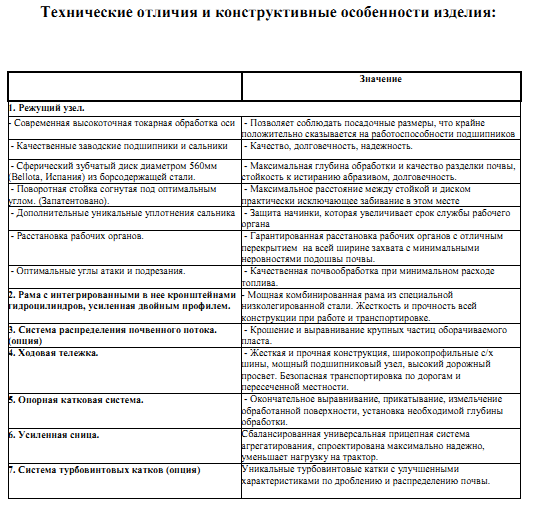 Технические отличия и конструктивные особенности изделия:
Значение
1. Режущий узел.
- Современная высокоточная токарная обработка оси
- Позволяет соблюдать посадочные размеры, что крайне
положительно сказывается на работоспособности подшипников
- Качественные заводские подшипники и сальники
- Качество, долговечность, надежность.
- Сферический зубчатый диск диаметром 560мм
(Bellota, Испания) из борсодержащей стали.
- Максимальная глубина обработки и качество разделки почвы,
стойкость к истиранию абразивом, долговечность.
- Поворотная стойка согнутая под оптимальным
углом. (Запатентовано).
- Максимальное расстояние между стойкой и диском
практически исключающее забивание в этом месте
- Дополнительные уникальные уплотнения сальника
- Защита начинки, которая увеличивает срок службы рабочего
органа
- Расстановка рабочих органов.
- Гарантированная расстановка рабочих органов с отличным
перекрытием на всей ширине захвата с минимальными
неровностями подошвы почвы.
- Оптимальные углы атаки и подрезания.
- Качественная почвообработка при минимальном расходе
топлива.
2. Рама с интегрированными в нее кронштейнами
гидроцилиндров, усиленная двойным профилем.
- Мощная комбинированная рама из специальной
низколегированной стали. Жесткость и прочность всей
конструкции при работе и транспортировке.
3. Система распределения почвенного потока.
(опция)
- Крошение и выравнивание крупных частиц оборачиваемого
пласта.
4. Ходовая тележка.
- Жесткая и прочная конструкция, широкопрофильные с/х
шины, мощный подшипниковый узел, высокий дорожный
просвет. Безопасная транспортировка по дорогам и
пересеченной местности.
5. Опорная катковая система.
- Окончательное выравнивание, прикатывание, измельчение
обработанной поверхности, установка необходимой глубины
обработки.
6. Усиленная сница.
Сбалансированная универсальная прицепная система
агрегатирования, спроектирована максимально надежно,
уменьшает нагрузку на трактор.
7. Система турбовинтовых катков (опция)
Уникальные турбовинтовые катки с улучшенными
характеристиками по дроблению и распределению почвы.